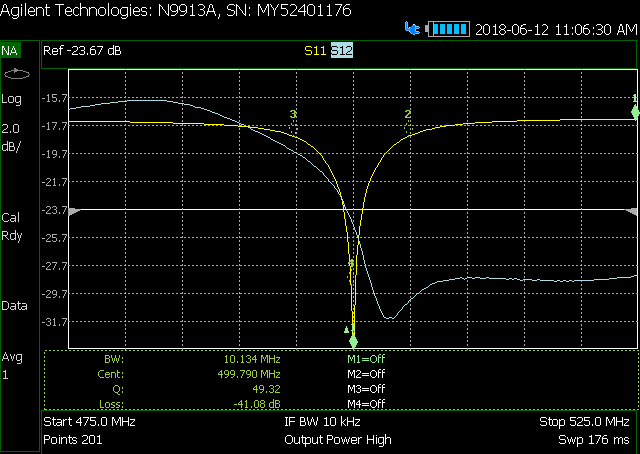 Agilent Technologies: N9913A, SN: MY52401176
2018-06-12 11:06:30 AM
NA
Ref -23.67 dB
S11 S12
Log
2.0
dB/
Cal
Rdy
Data
Avg
1
-15.7
-17.7
-19.7
-21.7
-23.7
-25.7
-27.7
-29.7
-31.7
3
2
1
BW: 10.134 MHz M1=Off
Cent: 499.790 MHz M2=Off
Q: 49.32 M3=Off
Loss: -41.08 dB M4=Off
Start 475.0 MHz IF BW 10 kHz Stop 525.0 MHz
Points 201 Output Power High Swp 176 ms